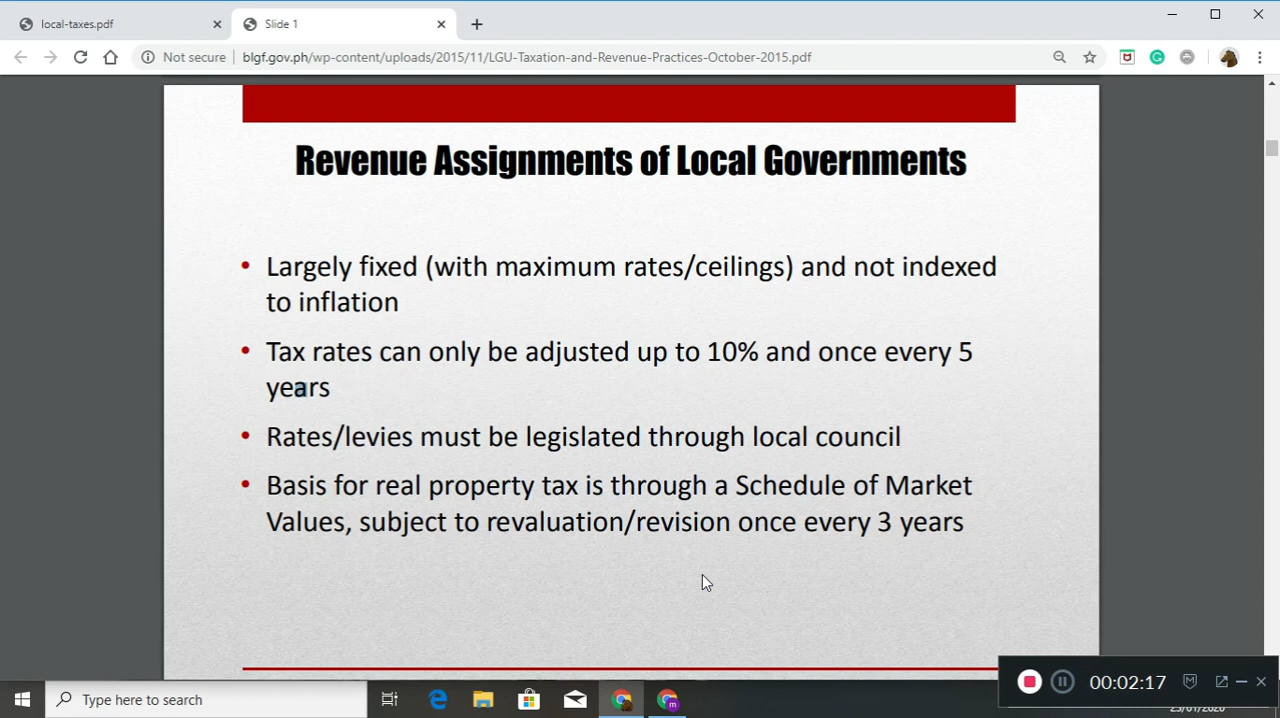 local-taxes.pdf
Slide 1
Not secure
blgf.gov.ph/wp-content/uploads/2015/11/LGU-Taxation-and-Revenue-Practices-October-2015.pdf
Revenue Assignments of Local Governments
• Largely fixed (with maximum rates/ceilings) and not indexed
to inflation
• Tax rates can only be adjusted up to 10% and once every 5
years
• Rates/levies must be legislated through local council
• Basis for real property tax is through a Schedule of Market
Values, subject to revaluation/revision once every 3 years
Type here to search
00:02:17